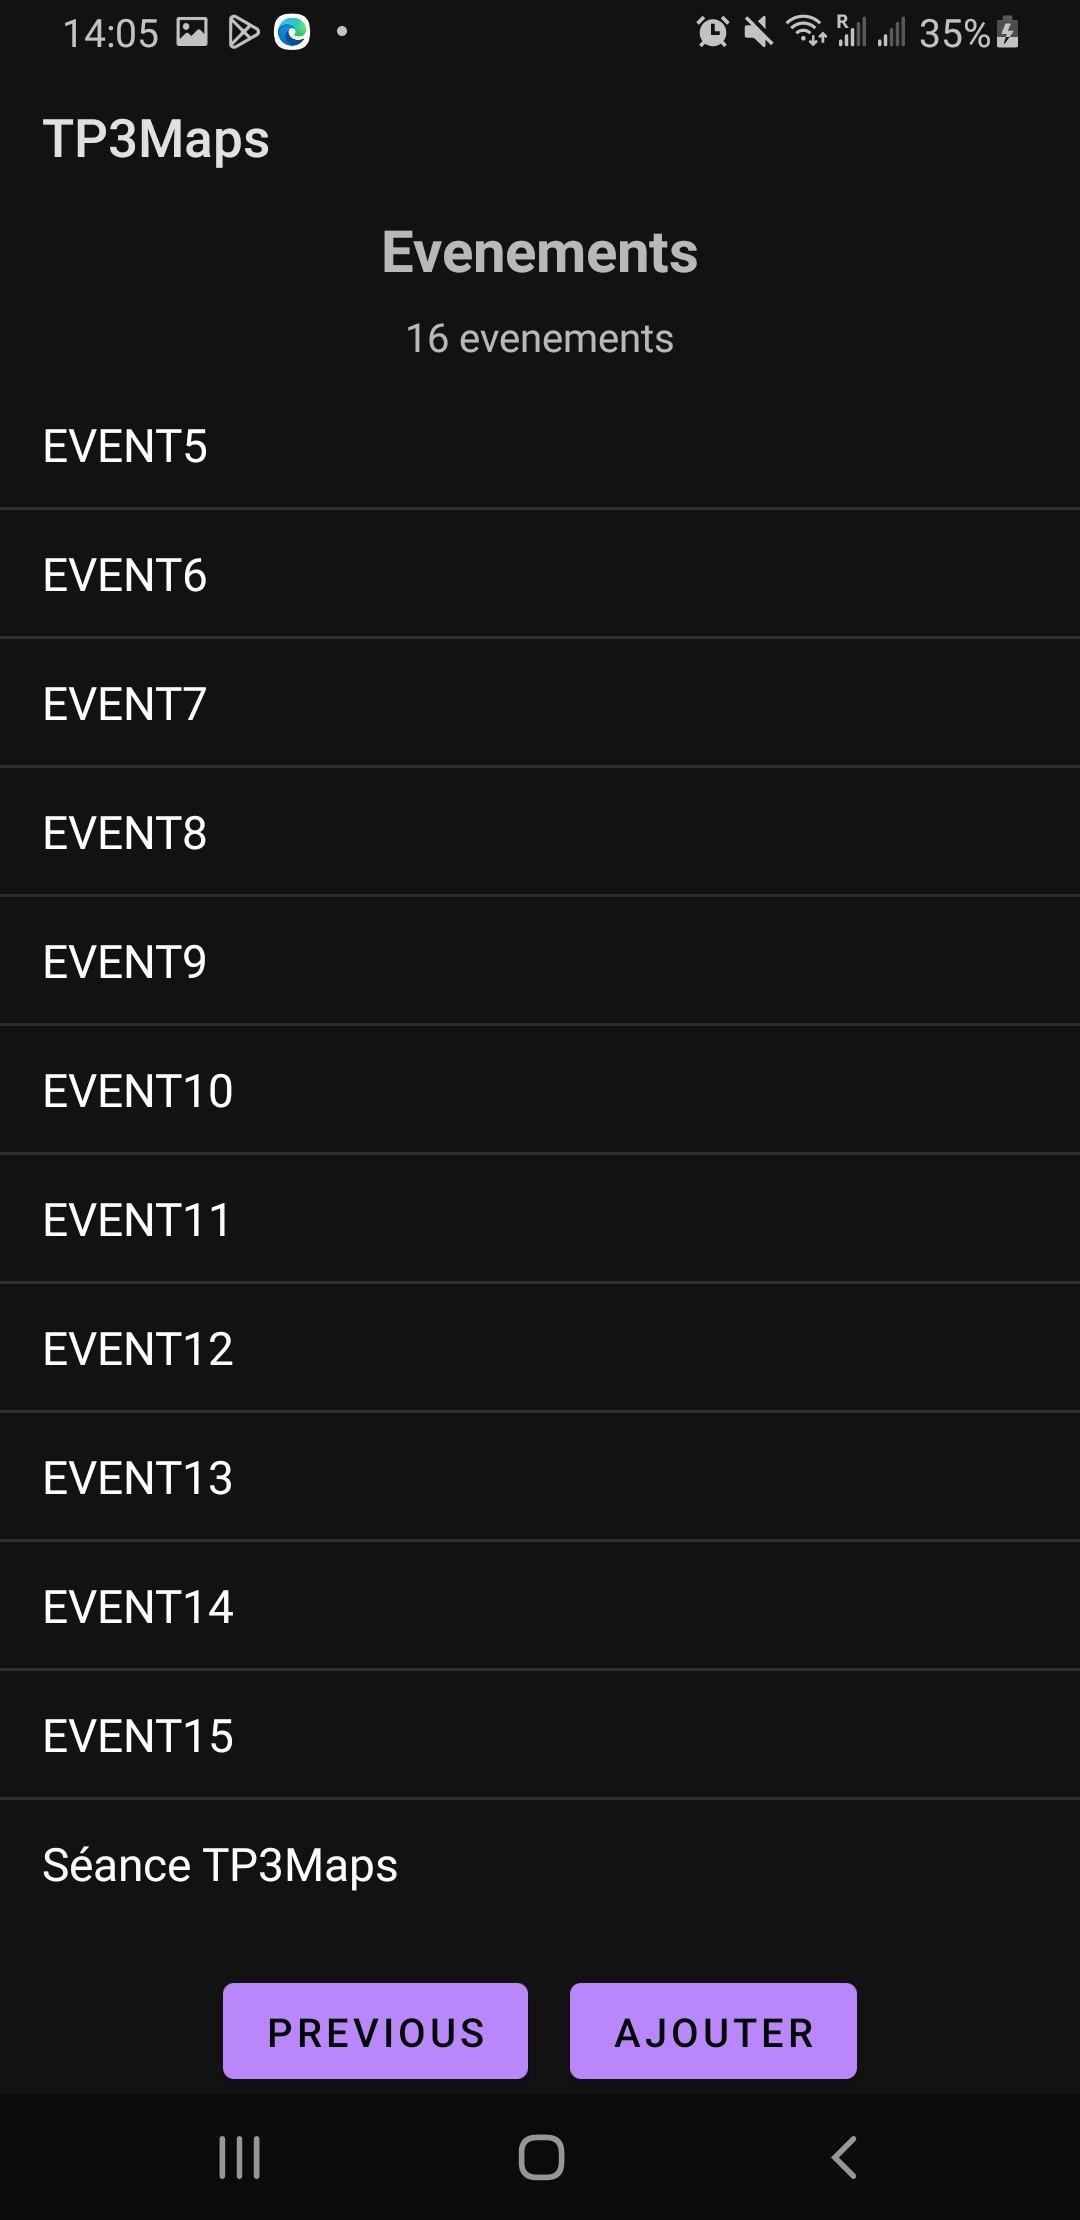 14:05 R 35%
TP3Maps
Evenements
16 evenements
EVENT5
EVENT6
EVENT7
EVENT8
EVENT9
EVENT10
EVENT11
EVENT12
EVENT13
EVENT14
EVENT15
Séance TP3Maps
PREVIOUS AJOUTER